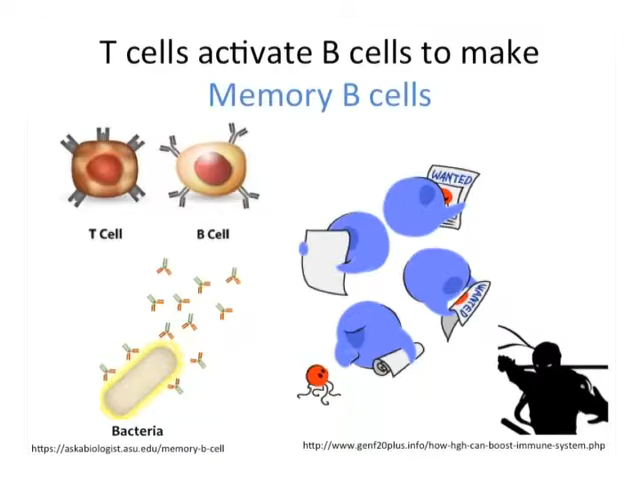 T cells activate B cells to make
Memory B cells
WANTED
T Cell
B Cell
WANTED
Bacteria
https://askabiologist.asu.edu/memory-b-cell
http://www.genf20plus.info/how-hgh-can-boost-immune-system.php